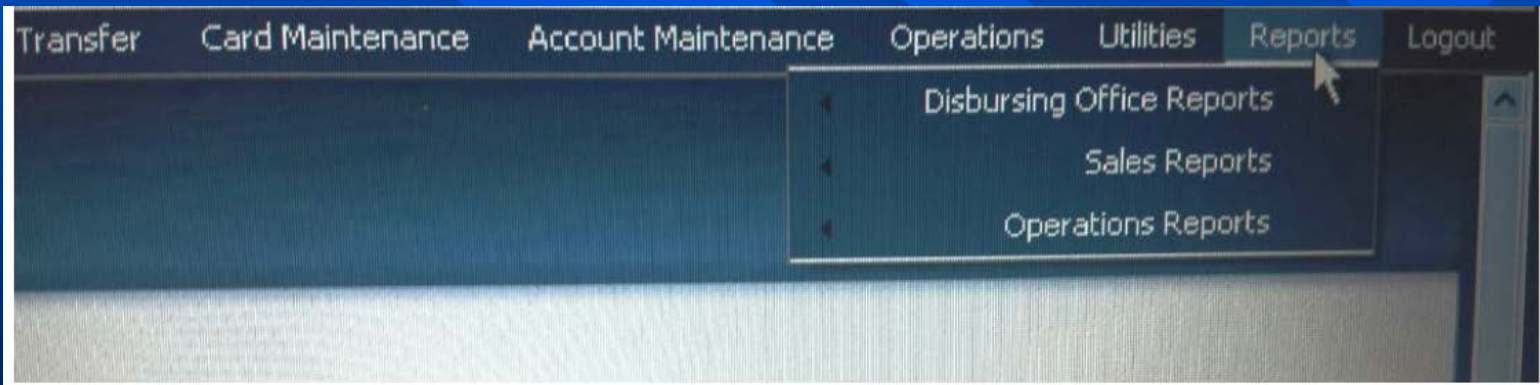 Transfer Card Maintenance Account Maintenance Operations Utilities Reports Logout
Disbursing Office Reports
Sales Reports
Operations Reports